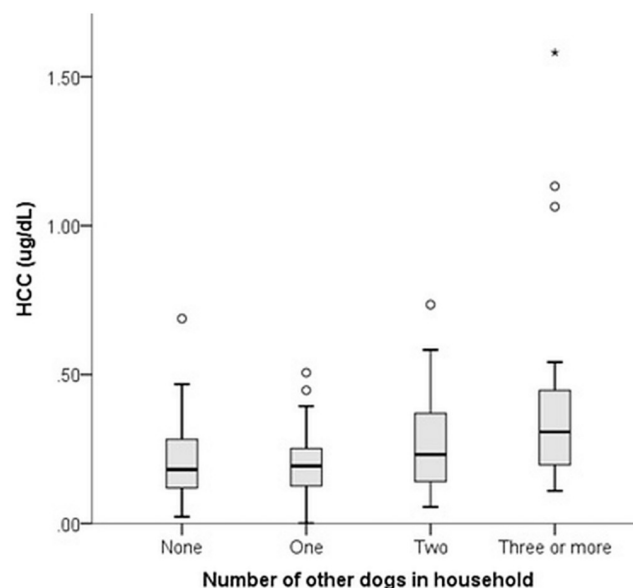 1.50
1.00
.50
.00
HCC (ug/dL)
None One Two Three or more
Number of other dogs in household